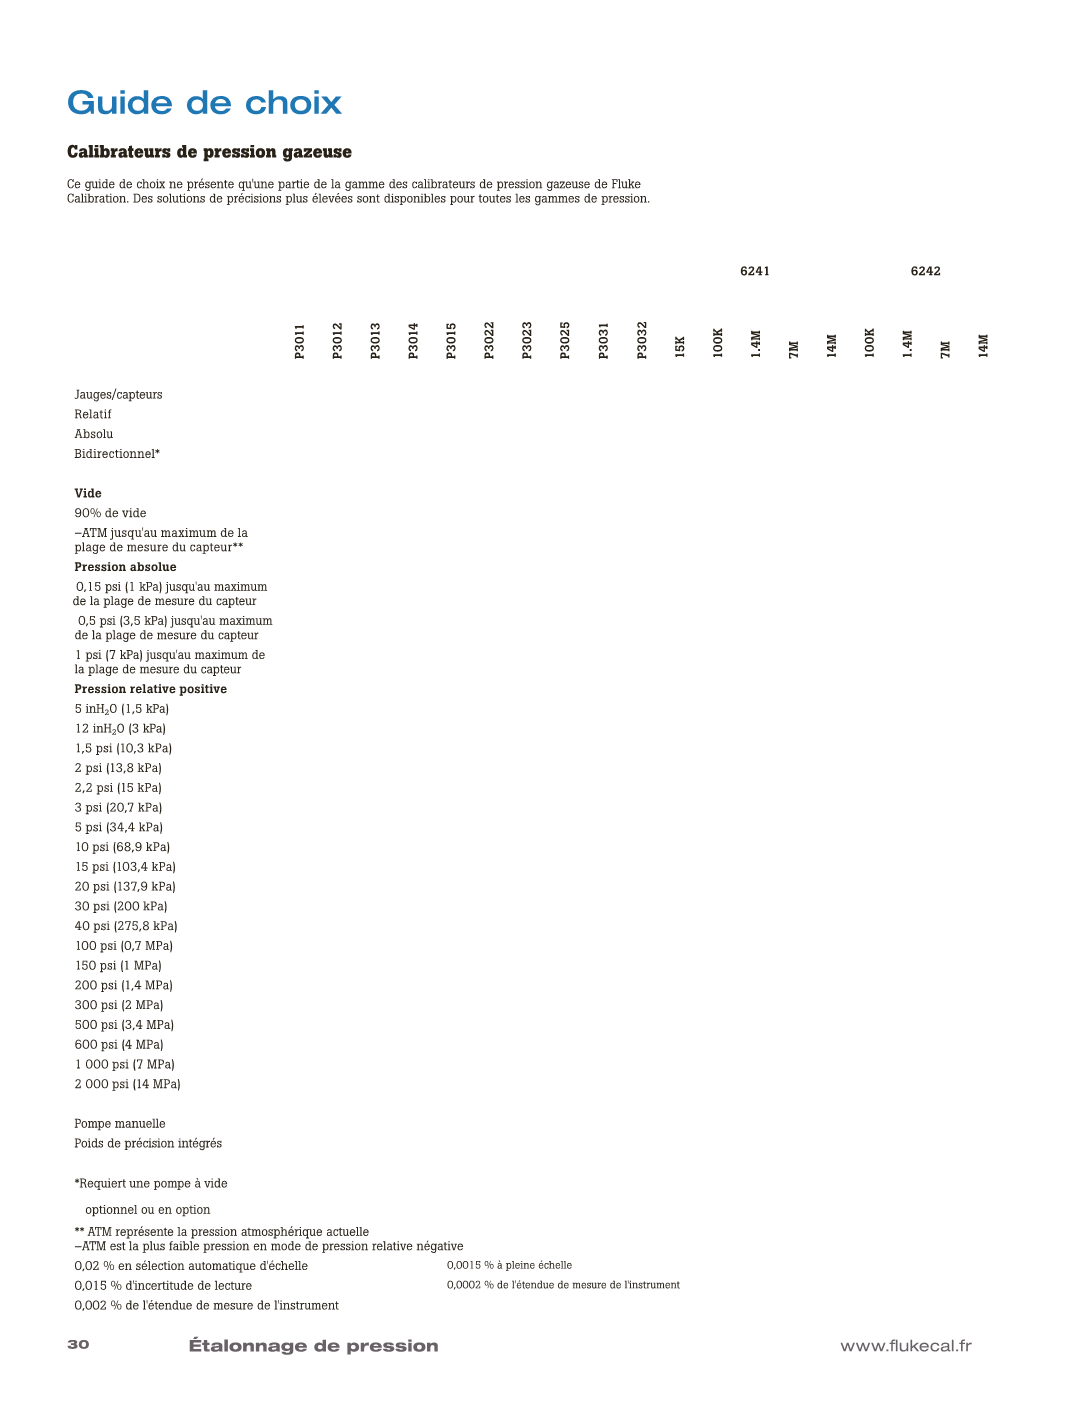 Guide de choix
Calibrateurs de pression gazeuse
Ce guide de choix ne présente qu'une partie de la gamme des calibrateurs de pression gazeuse de Fluke
Calibration. Des solutions de précisions plus élevées sont disponibles pour toutes les gammes de pression.
6241 6242
P3011 P3012 P3013 P3014 P3015 P3022 P3023 P3025 P3031 P3032 15K 100K 1.4M 7M 14M 100K 1.4M 7M 14M
Jauges/capteurs
Relatif
Absolu
Bidirectionnel*
Vide
90% de vide
–ATM jusqu'au maximum de la
plage de mesure du capteur**
Pression absolue
0,15 psi (1 kPa) jusqu'au maximum
de la plage de mesure du capteur
0,5 psi (3,5 kPa) jusqu'au maximum
de la plage de mesure du capteur
1 psi (7 kPa) jusqu'au maximum de
la plage de mesure du capteur
Pression relative positive
5 inH₂O (1,5 kPa)
12 inH₂O (3 kPa)
1,5 psi (10,3 kPa)
2 psi (13,8 kPa)
2,2 psi (15 kPa)
3 psi (20,7 kPa)
5 psi (34,4 kPa)
10 psi (68,9 kPa)
15 psi (103,4 kPa)
20 psi (137,9 kPa)
30 psi (200 kPa)
40 psi (275,8 kPa)
100 psi (0,7 MPa)
150 psi (1 MPa)
200 psi (1,4 MPa)
300 psi (2 MPa)
500 psi (3,4 MPa)
600 psi (4 MPa)
1 000 psi (7 MPa)
2 000 psi (14 MPa)
Pompe manuelle
Poids de précision intégrés
*Requiert une pompe à vide
optionnel ou en option
** ATM représente la pression atmosphérique actuelle
–ATM est la plus faible pression en mode de pression relative négative
0,02 % en sélection automatique d'échelle 0,0015 % à pleine échelle
0,015 % d'incertitude de lecture 0,0002 % de l'étendue de mesure de l'instrument
0,002 % de l'étendue de mesure de l'instrument
30 Étalonnage de pression www.flukecal.fr